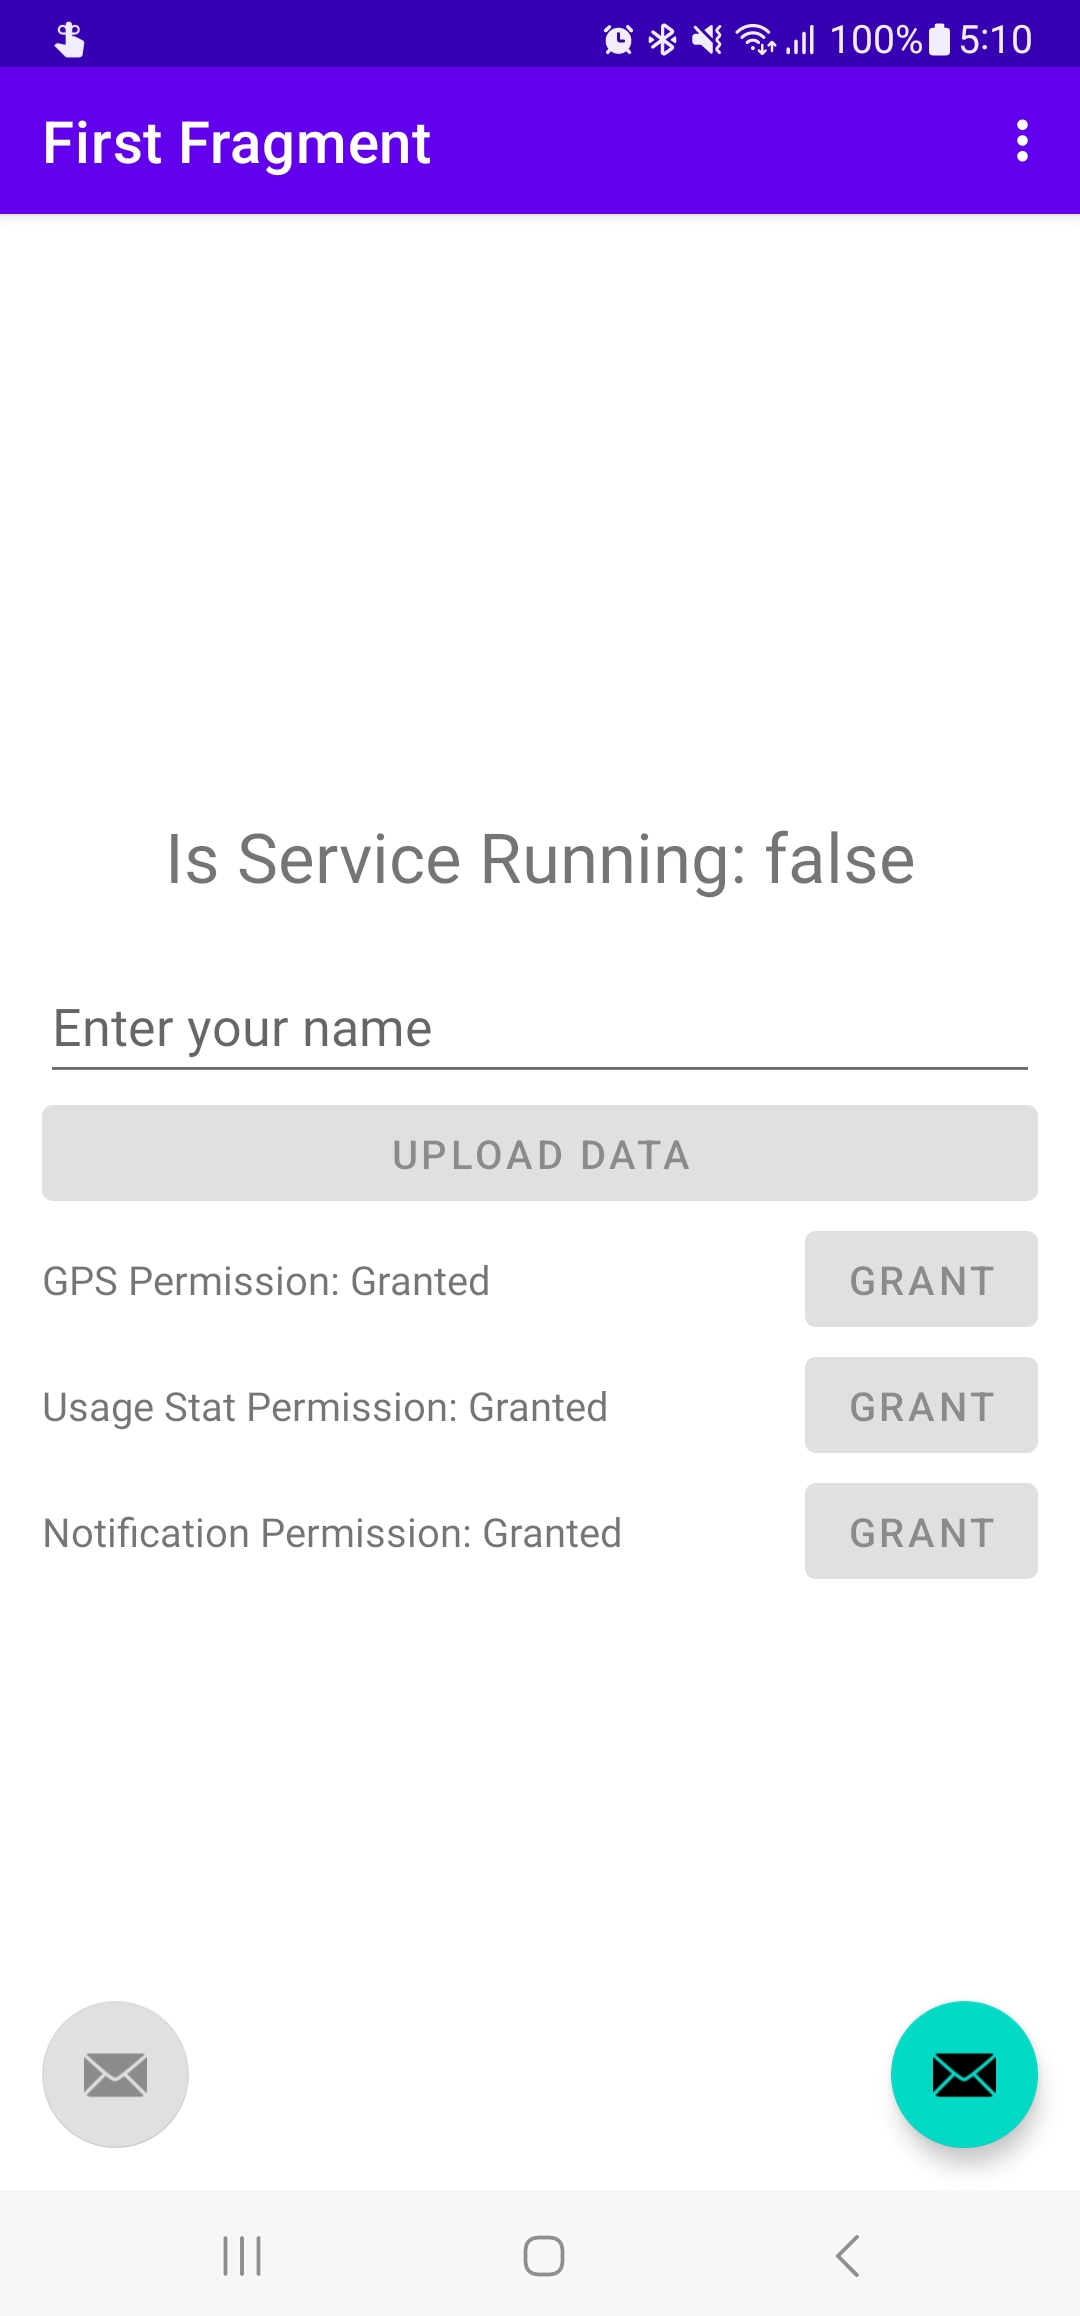 100% 5:10
First Fragment
Is Service Running: false
Enter your name
UPLOAD DATA
GPS Permission: Granted GRANT
Usage Stat Permission: Granted GRANT
Notification Permission: Granted GRANT